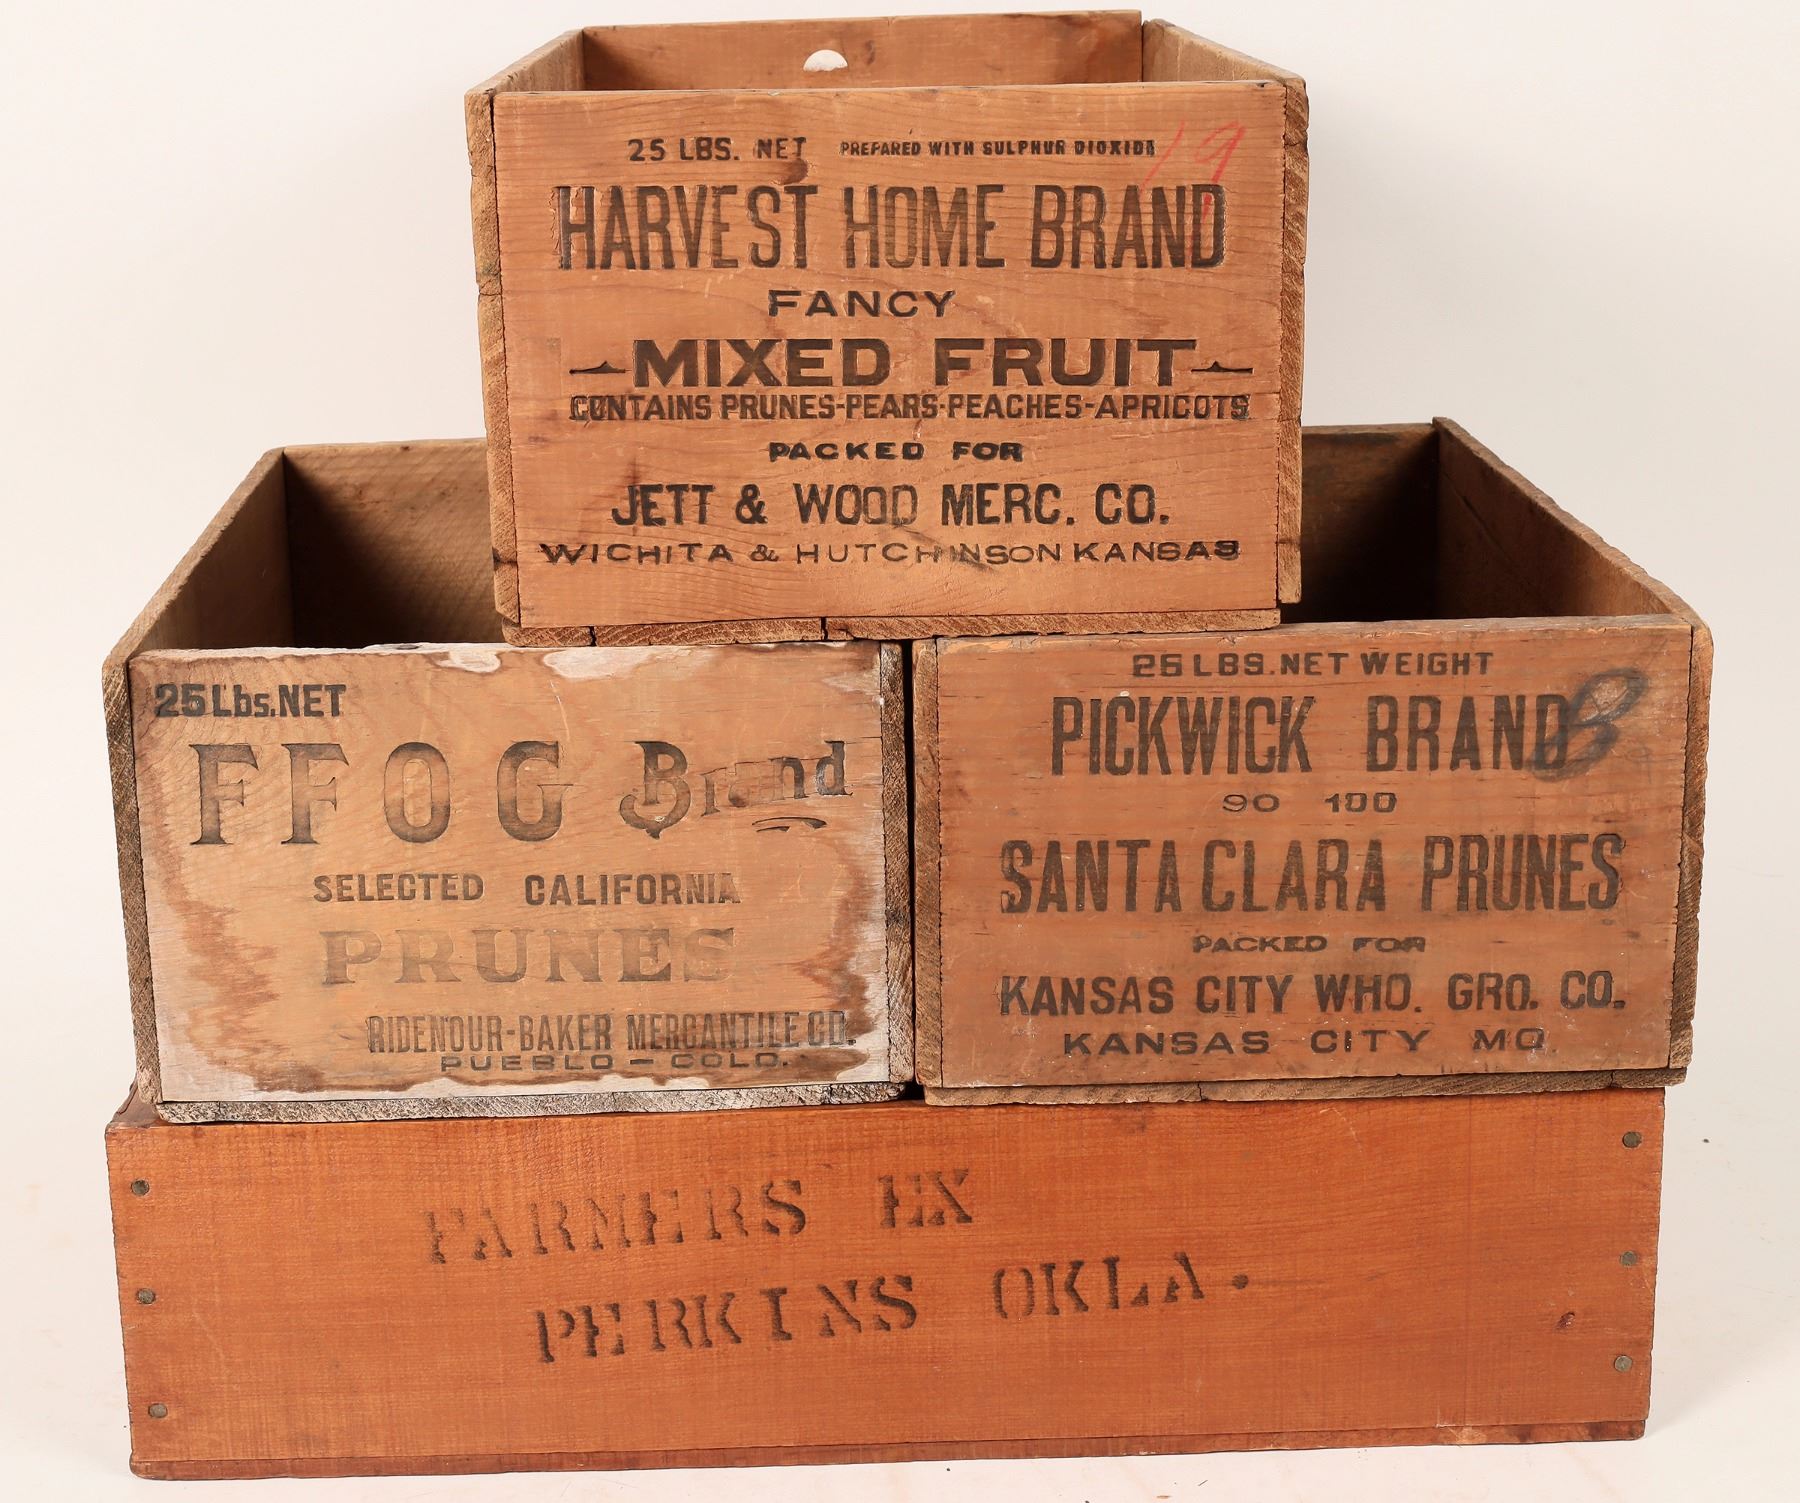 25 LBS. NET PREPARED WITH SULPHUR DIOXIDE
19
HARVEST HOME BRAND
FANCY
MIXED FRUIT
CONTAINS PRUNES-PEARS-PEACHES-APRICOTS
PACKED FOR
JETT & WOOD MERC. CO.
WICHITA & HUTCHINSON KANSAS
25 Lbs. NET
FFOG Brand
SELECTED CALIFORNIA
PRUNES
RIDENOUR-BAKER MERCANTILE CO.
PUEBLO - COLO.
25 LBS. NET WEIGHT
PICKWICK BRAND
90 100
SANTA CLARA PRUNES
PACKED FOR
KANSAS CITY WHO. GRO. CO.
KANSAS CITY MO.
FARMERS EX
PERKINS OKLA.